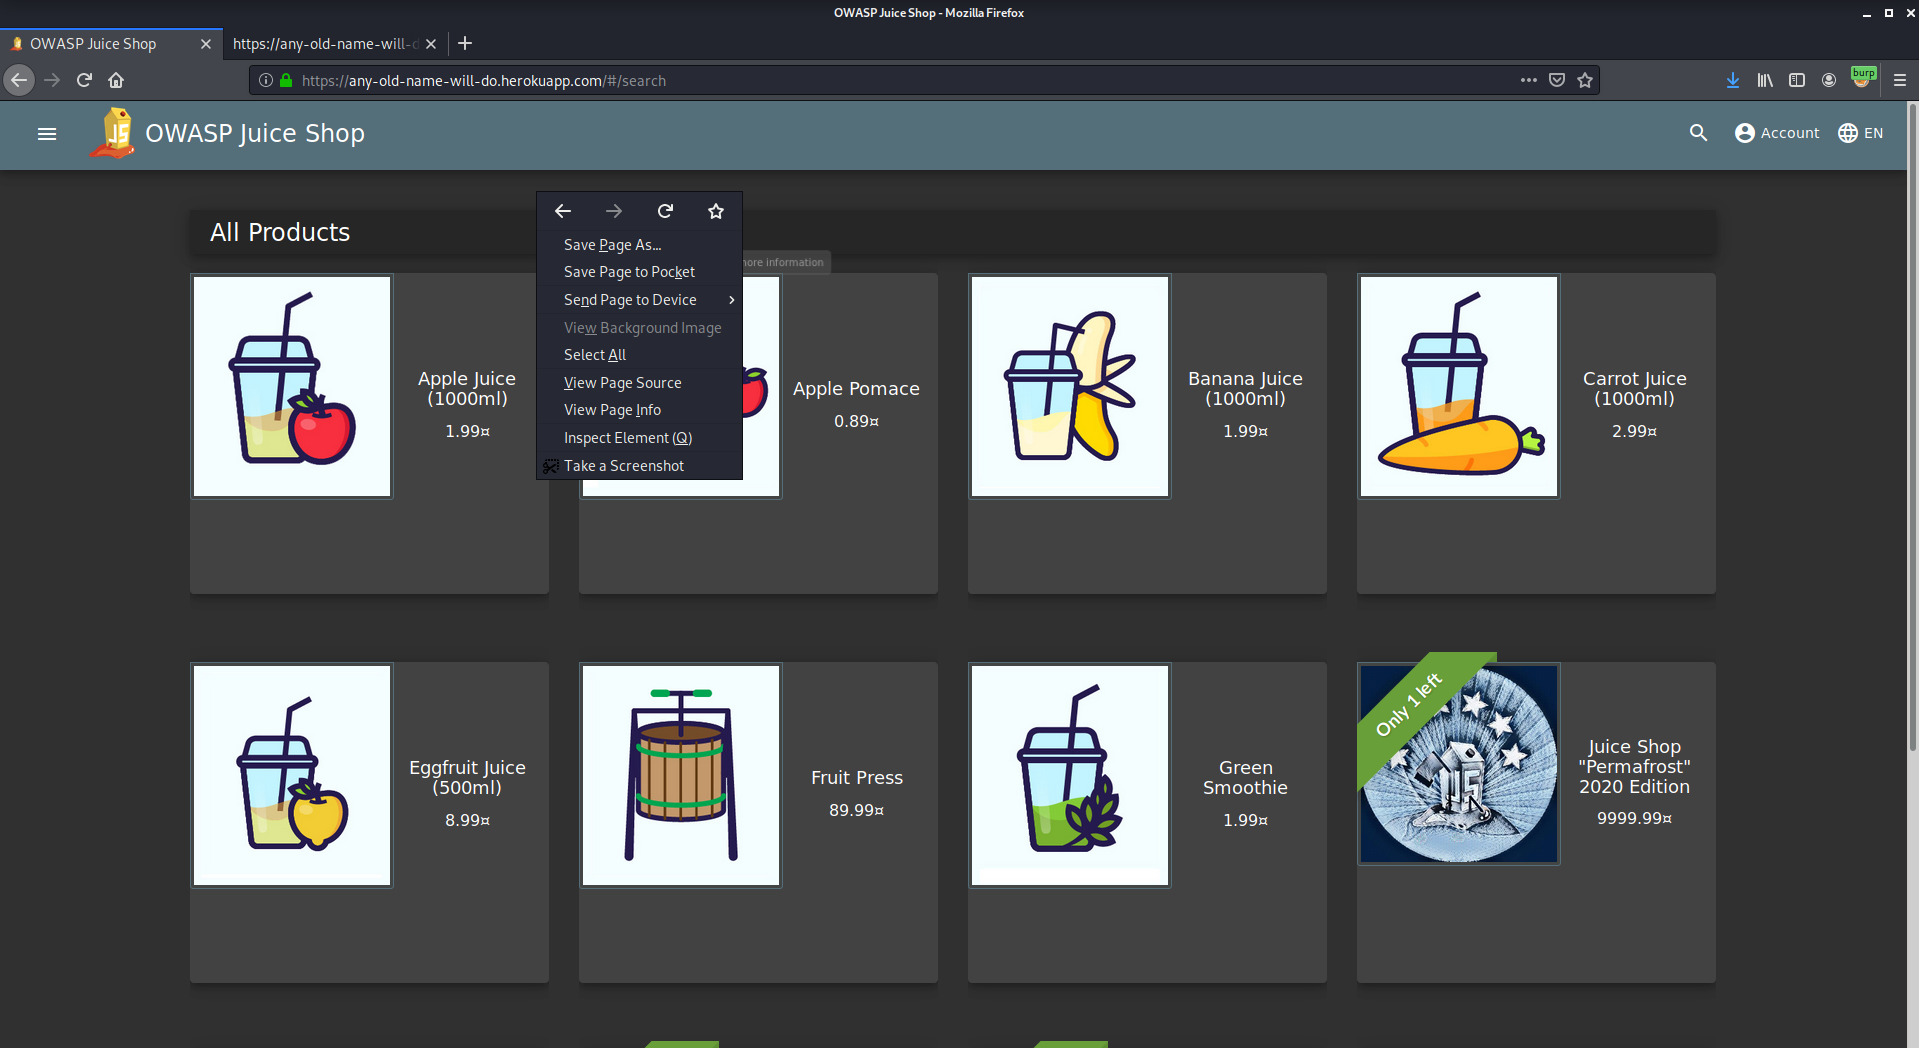 OWASP Juice Shop - Mozilla Firefox
OWASP Juice Shop
https://any-old-name-will-d
https://any-old-name-will-do.herokuapp.com/#/search
burp
JS
OWASP Juice Shop
Account
EN
All Products
Save Page As...
Save Page to Pocket
Send Page to Device
View Background Image
Select All
View Page Source
View Page Info
Inspect Element (Q)
Take a Screenshot
more information
Apple Juice
(1000ml)
1.99¤
Apple Pomace
0.89¤
Banana Juice
(1000ml)
1.99¤
Carrot Juice
(1000ml)
2.99¤
Eggfruit Juice
(500ml)
8.99¤
Fruit Press
89.99¤
Green
Smoothie
1.99¤
Only 1 left
JS
Juice Shop
"Permafrost"
2020 Edition
9999.99¤